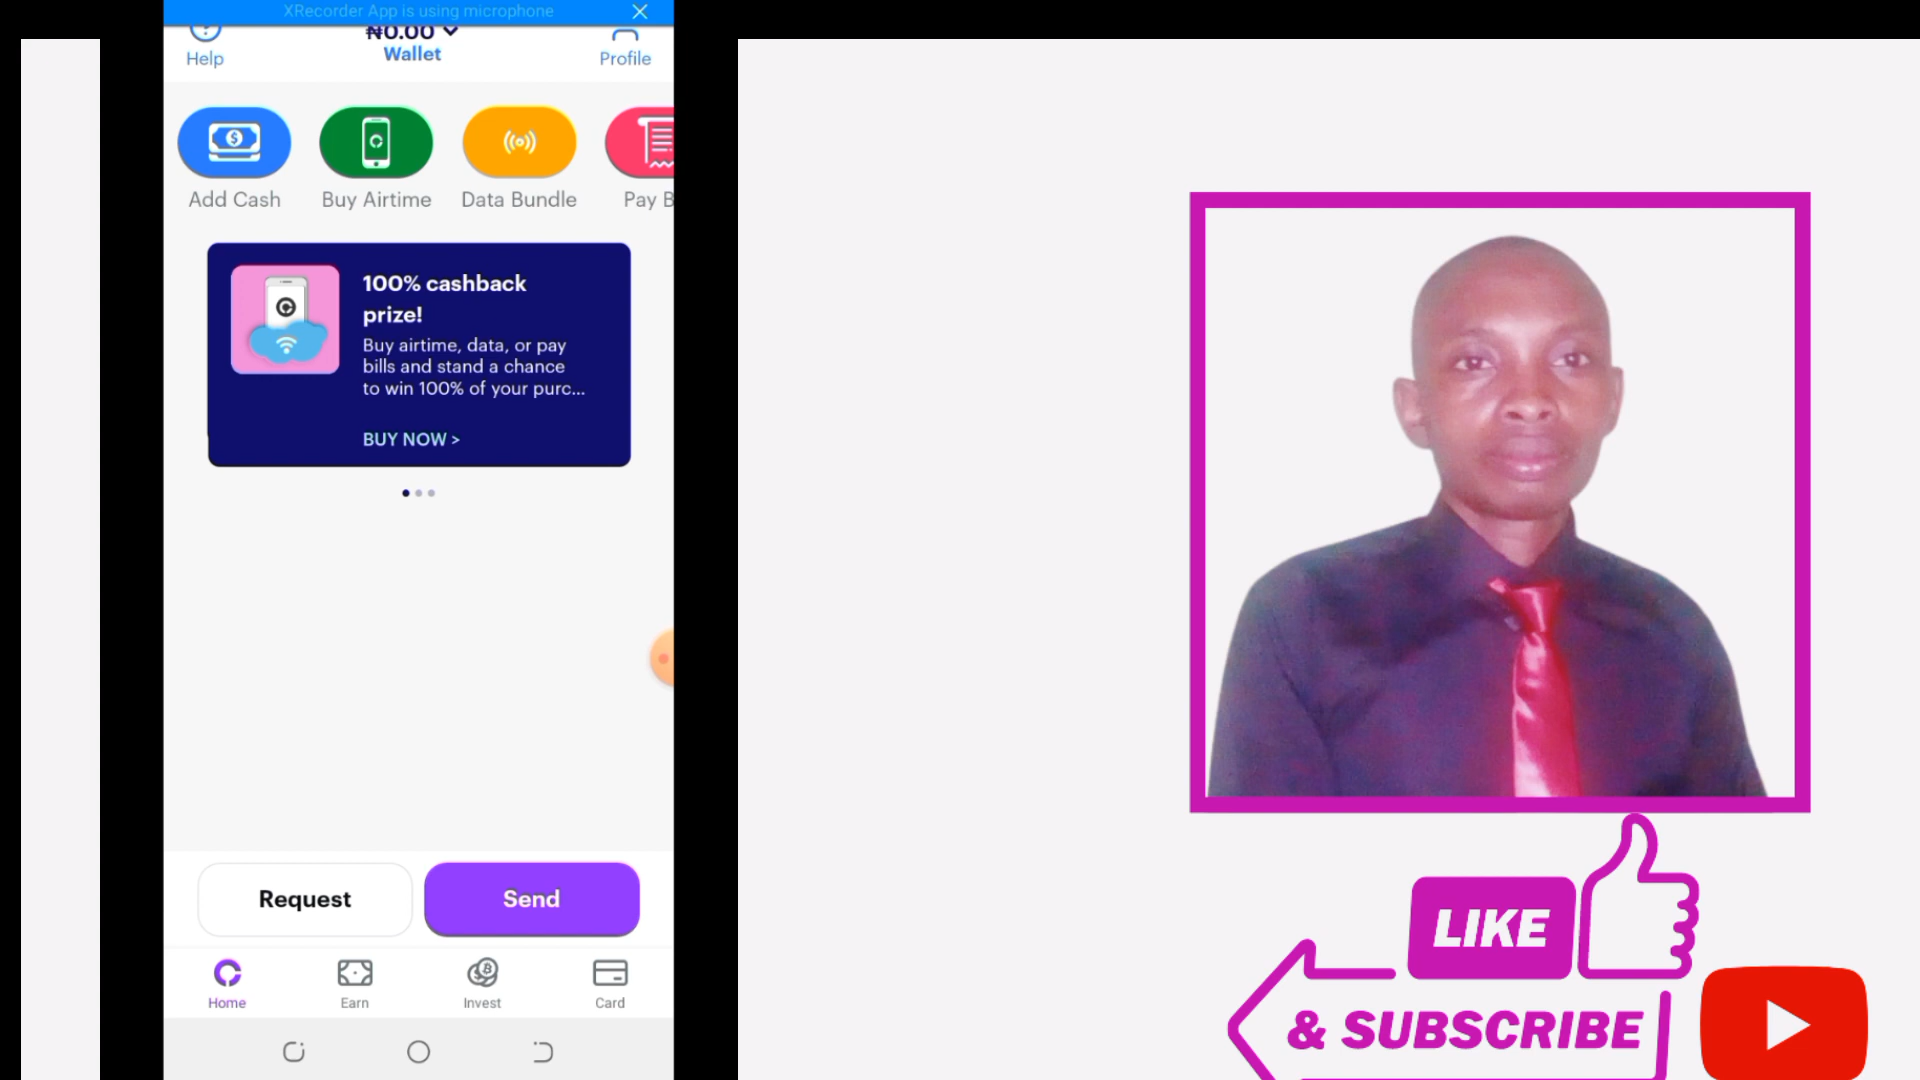 XRecorder App is using microphone
Help
₦0.00
Wallet
Profile
Add Cash
Buy Airtime
Data Bundle
Pay B
100% cashback
prize!
Buy airtime, data, or pay
bills and stand a chance
to win 100% of your purc...
BUY NOW >
Request
Send
Home
Earn
Invest
Card
LIKE
& SUBSCRIBE